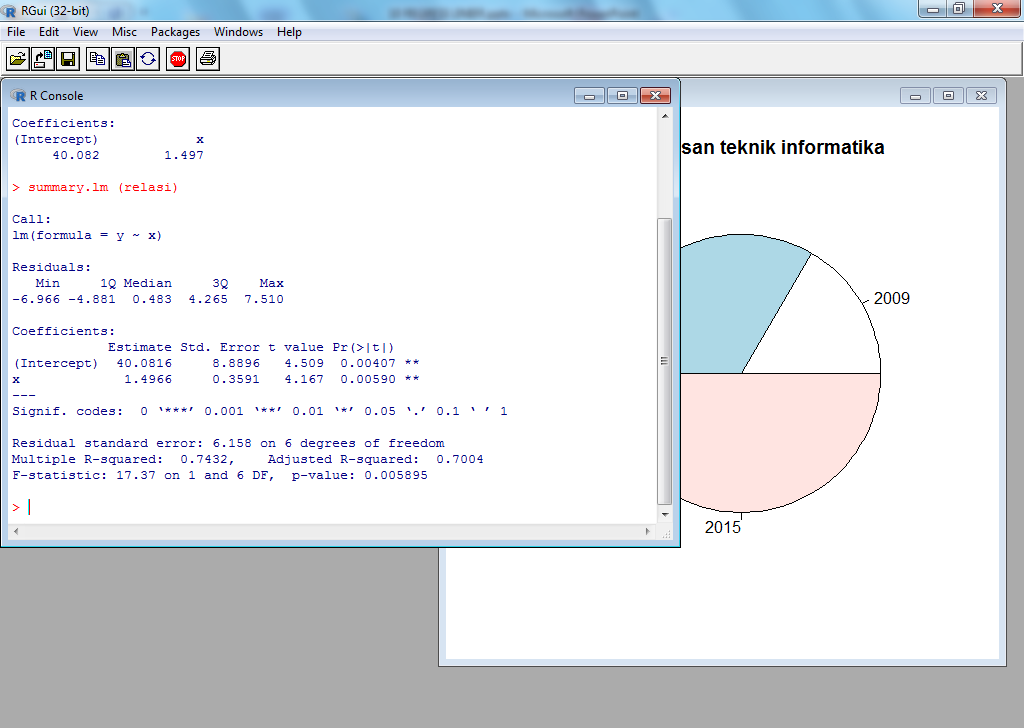 RGui (32-bit)
File Edit View Misc Packages Windows Help
STOP
R Console
Coefficients:
(Intercept)            x
     40.082        1.497
> summary.lm (relasi)
Call:
lm(formula = y ~ x)
Residuals:
   Min     1Q Median     3Q    Max
-6.966 -4.881  0.483  4.265  7.510
Coefficients:
            Estimate Std. Error t value Pr(>|t|)
(Intercept)  40.0816     8.8896   4.509  0.00407 **
x             1.4966     0.3591   4.167  0.00590 **
---
Signif. codes:  0 ‘***’ 0.001 ‘**’ 0.01 ‘*’ 0.05 ‘.’ 0.1 ‘ ’ 1
Residual standard error: 6.158 on 6 degrees of freedom
Multiple R-squared:  0.7432,    Adjusted R-squared:  0.7004
F-statistic: 17.37 on 1 and 6 DF,  p-value: 0.005895
>
san teknik informatika
2009
2015